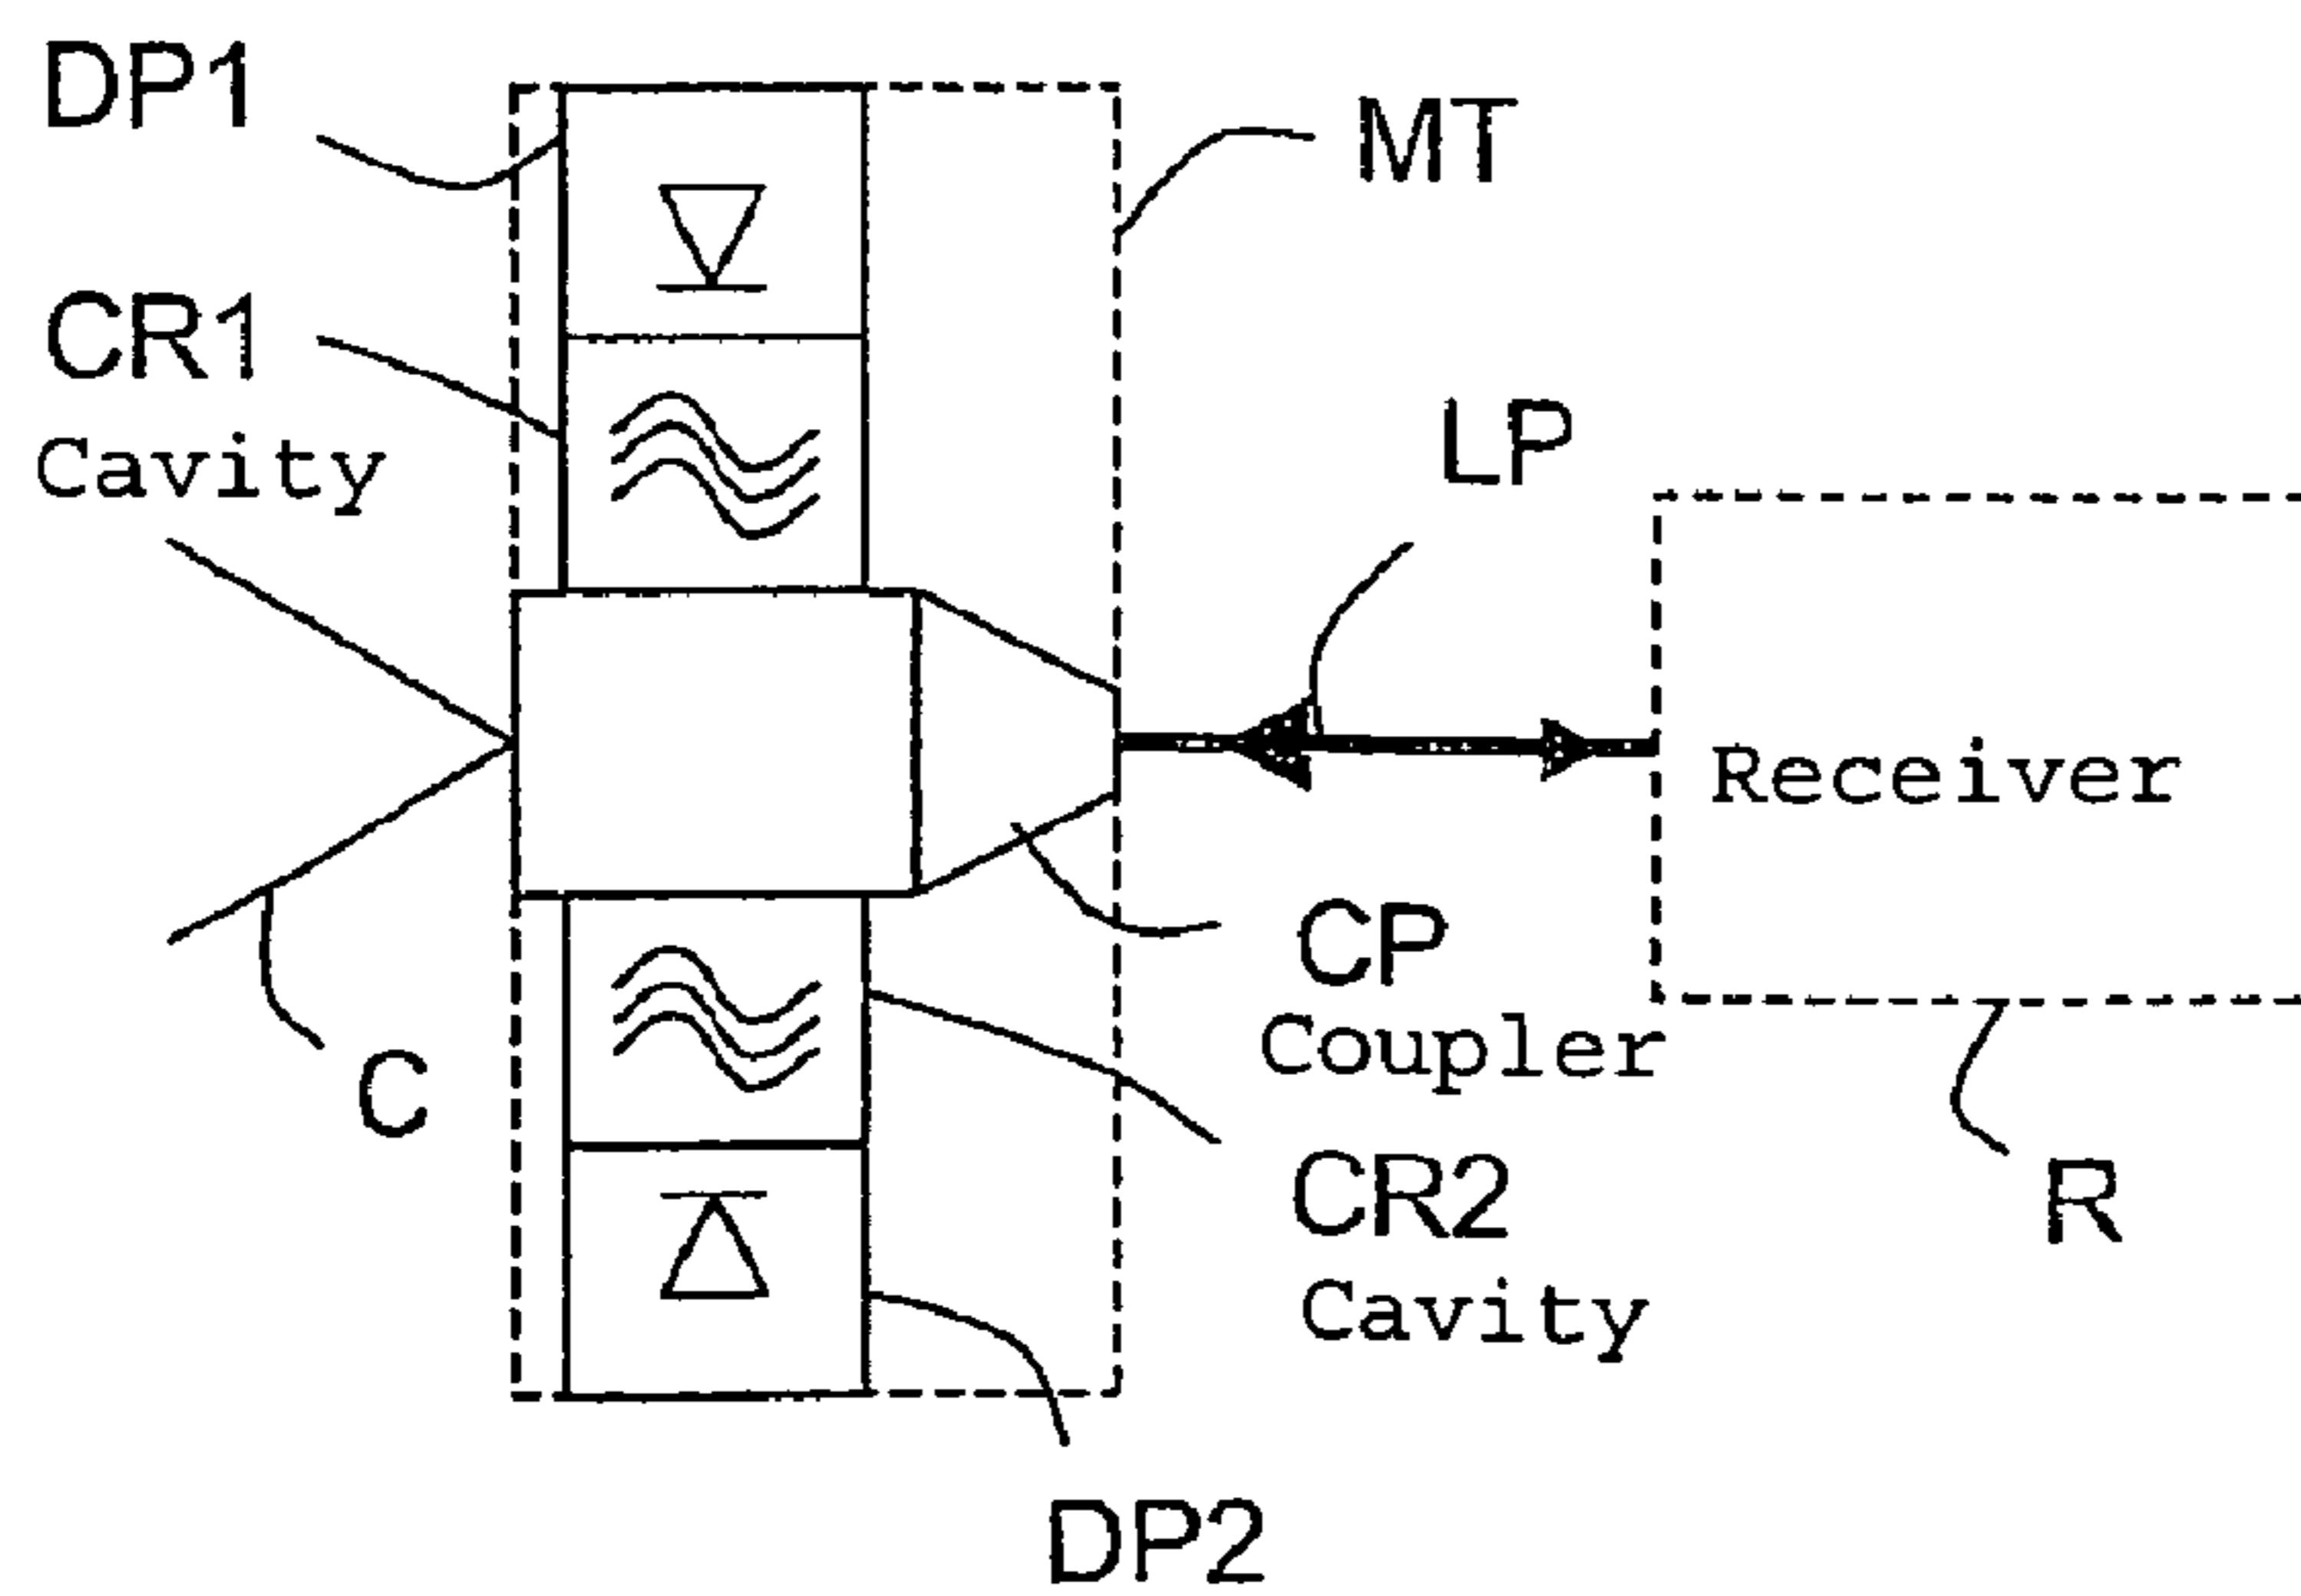 DP1
MT
CR1
Cavity
LP
Receiver
CP
Coupler
C
CR2
Cavity
R
DP2